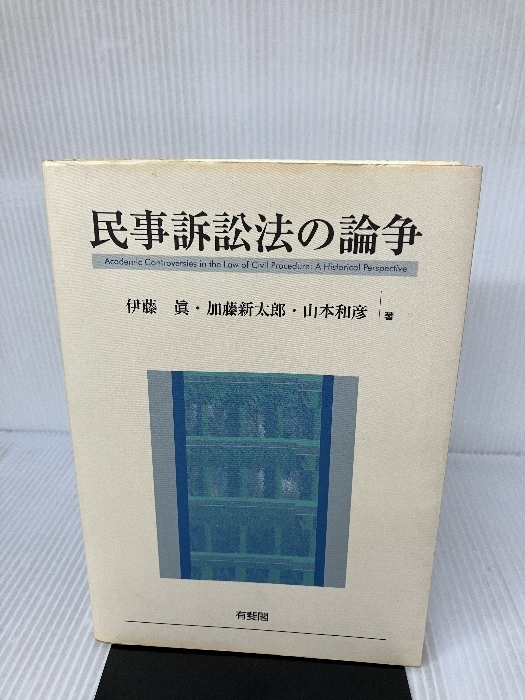 民事訴訟法の論争
Academic Controversies in the Law of Civil Procedure: A Historical Perspective
伊藤 眞・加藤新太郎・山本和彦 著
有斐閣